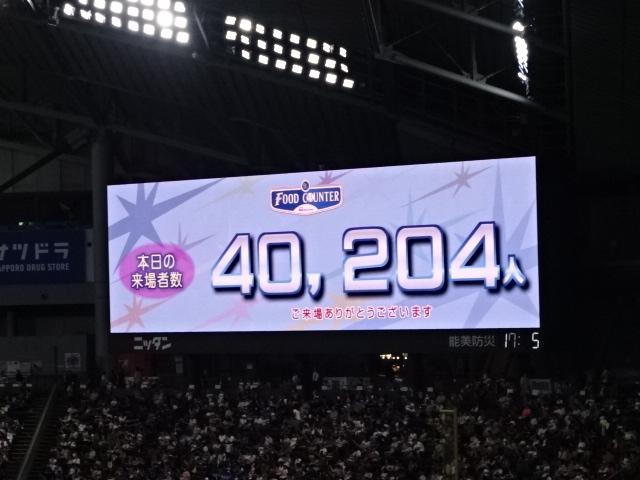 FOOD COUNTER
本日の
来場者数
40,204人
ご来場ありがとうございます
ツドラ
SAPPORO DRUG STORE
ニッタン
能美防災 17: 5